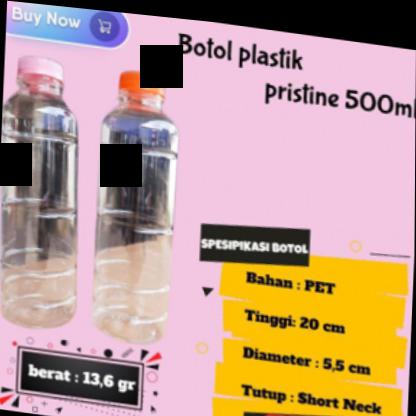 Buy Now
Botol plastik
pristine 500ml
SPESIPIKASI BOTOL
Bahan : PET
Tinggi: 20 cm
Diameter : 5,5 cm
Tutup : Short Neck
berat : 13,6 gr